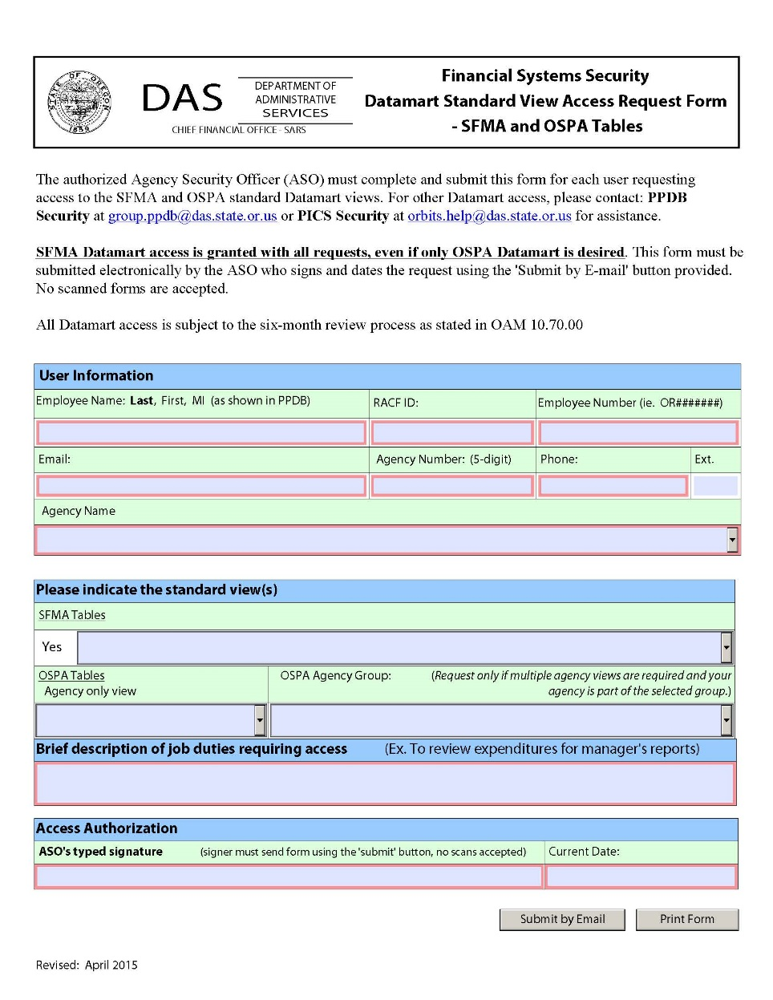 STATE OF OREGON
1859
DAS
DEPARTMENT OF
ADMINISTRATIVE
SERVICES
CHIEF FINANCIAL OFFICE - SARS
Financial Systems Security
Datamart Standard View Access Request Form
- SFMA and OSPA Tables
The authorized Agency Security Officer (ASO) must complete and submit this form for each user requesting
access to the SFMA and OSPA standard Datamart views. For other Datamart access, please contact: PPDB
Security at group.ppdb@das.state.or.us or PICS Security at orbits.help@das.state.or.us for assistance.
SFMA Datamart access is granted with all requests, even if only OSPA Datamart is desired. This form must be
submitted electronically by the ASO who signs and dates the request using the 'Submit by E-mail' button provided.
No scanned forms are accepted.
All Datamart access is subject to the six-month review process as stated in OAM 10.70.00
User Information
Employee Name: Last, First, MI (as shown in PPDB)
RACF ID:
Employee Number (ie. OR#######)
Email:
Agency Number: (5-digit)
Phone:
Ext.
Agency Name
Please indicate the standard view(s)
SFMA Tables
Yes
OSPA Tables
Agency only view
OSPA Agency Group: (Request only if multiple agency views are required and your
agency is part of the selected group.)
Brief description of job duties requiring access (Ex. To review expenditures for manager's reports)
Access Authorization
ASO's typed signature (signer must send form using the 'submit' button, no scans accepted)
Current Date:
Submit by Email
Print Form
Revised: April 2015